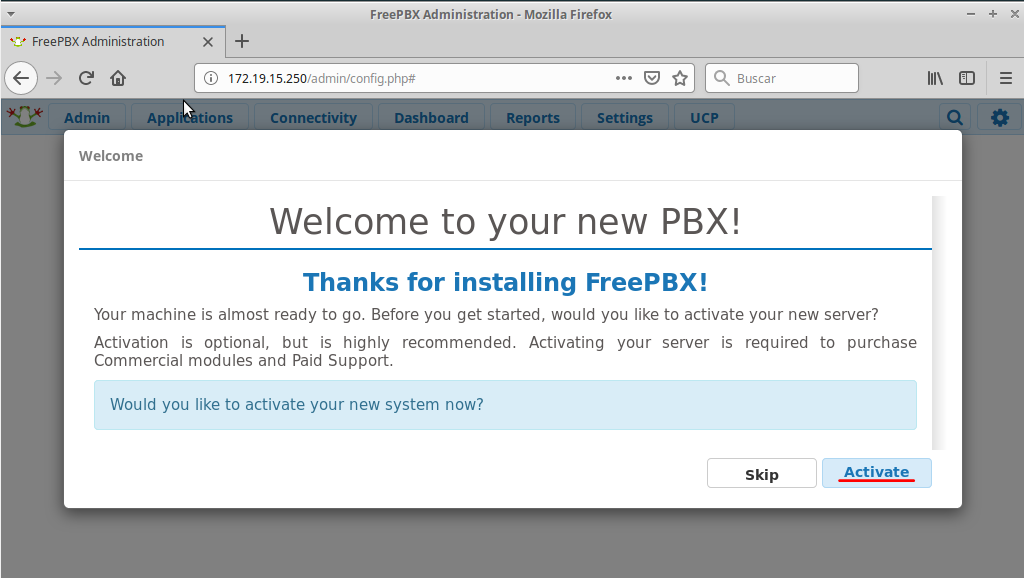 FreePBX Administration - Mozilla Firefox
FreePBX Administration
172.19.15.250/admin/config.php#
Buscar
Admin Applications Connectivity Dashboard Reports Settings UCP
Welcome
Welcome to your new PBX!
Thanks for installing FreePBX!
Your machine is almost ready to go. Before you get started, would you like to activate your new server?
Activation is optional, but is highly recommended. Activating your server is required to purchase
Commercial modules and Paid Support.
Would you like to activate your new system now?
Skip Activate